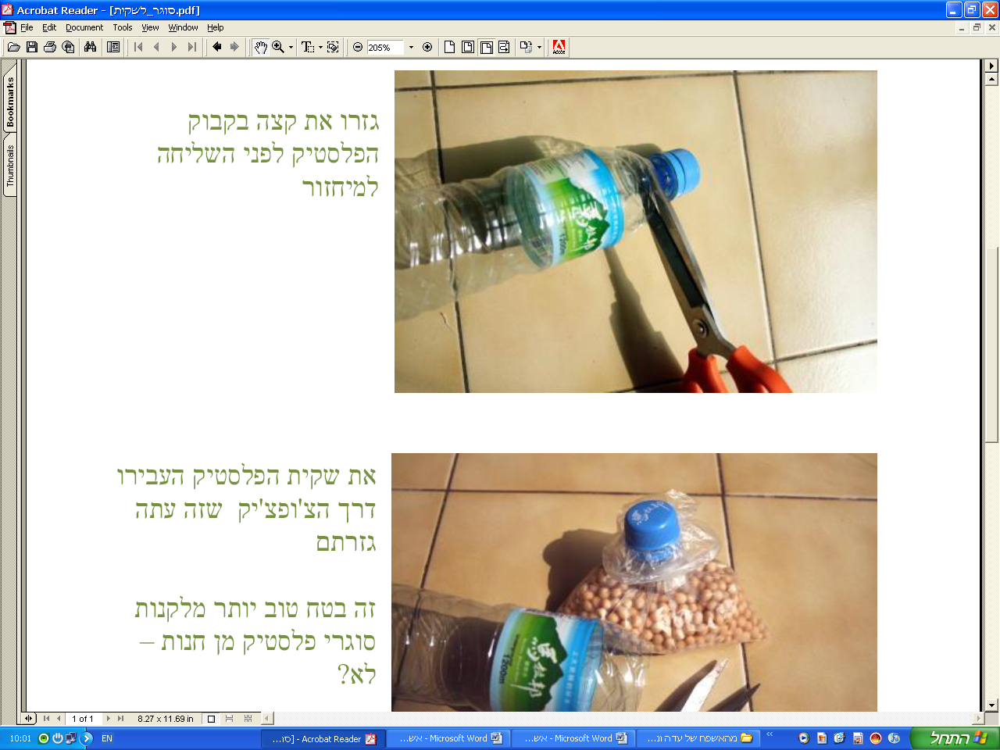 Acrobat Reader - [סוגר_לשקית.pdf]
File Edit Document Tools View Window Help
205%
Adobe
Bookmarks
Thumbnails
גזרו את קצה בקבוק
הפלסטיק לפני השליחה
למיחזור
1200m
את שקית הפלסטיק העבירו
דרך הצ'ופצ'יק שזה עתה
גזרתם
זה בטח טוב יותר מלקנות
סוגרי פלסטיק מן חנות –
לא?
1200m
1 of 1
8.27 x 11.69 in
10:01
EN
Acrobat Reader - [סו...
אש... - Microsoft Word
אש... - Microsoft Word
מהאשפה של עדה ונ...
התחל